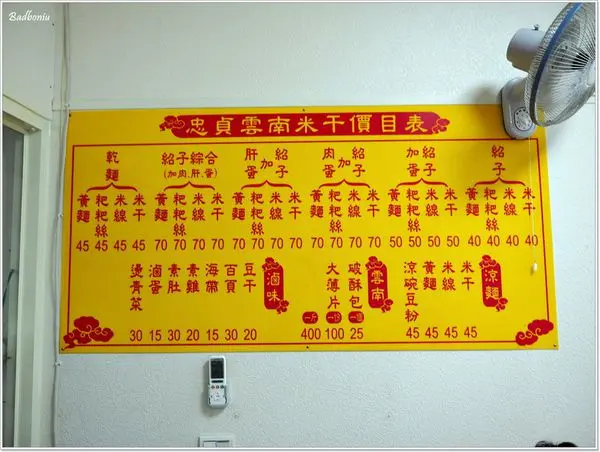 Badboniu
忠貞雲南米干價目表
紹子
米干 40
米線 40
粑粑絲 40
黃麵 40
紹子加蛋
米干 50
米線 50
粑粑絲 50
黃麵 50
紹子加肉蛋
米干 70
米線 70
粑粑絲 70
黃麵 70
紹子加肝蛋
米干 70
米線 70
粑粑絲 70
黃麵 70
紹子綜合
(加肉.肝.蛋)
米干 70
米線 70
粑粑絲 70
黃麵 70
乾麵
米干 45
米線 45
粑粑絲 45
黃麵 45
涼麵
米干 45
米線 45
黃麵 45
涼碗豆粉 45
雲南
破酥包 一個 25
大薄片 一份 100
一斤 400
滷味
豆干 20
百頁 30
海帶 15
素雞 20
素肚 30
滷蛋 15
燙青菜 30